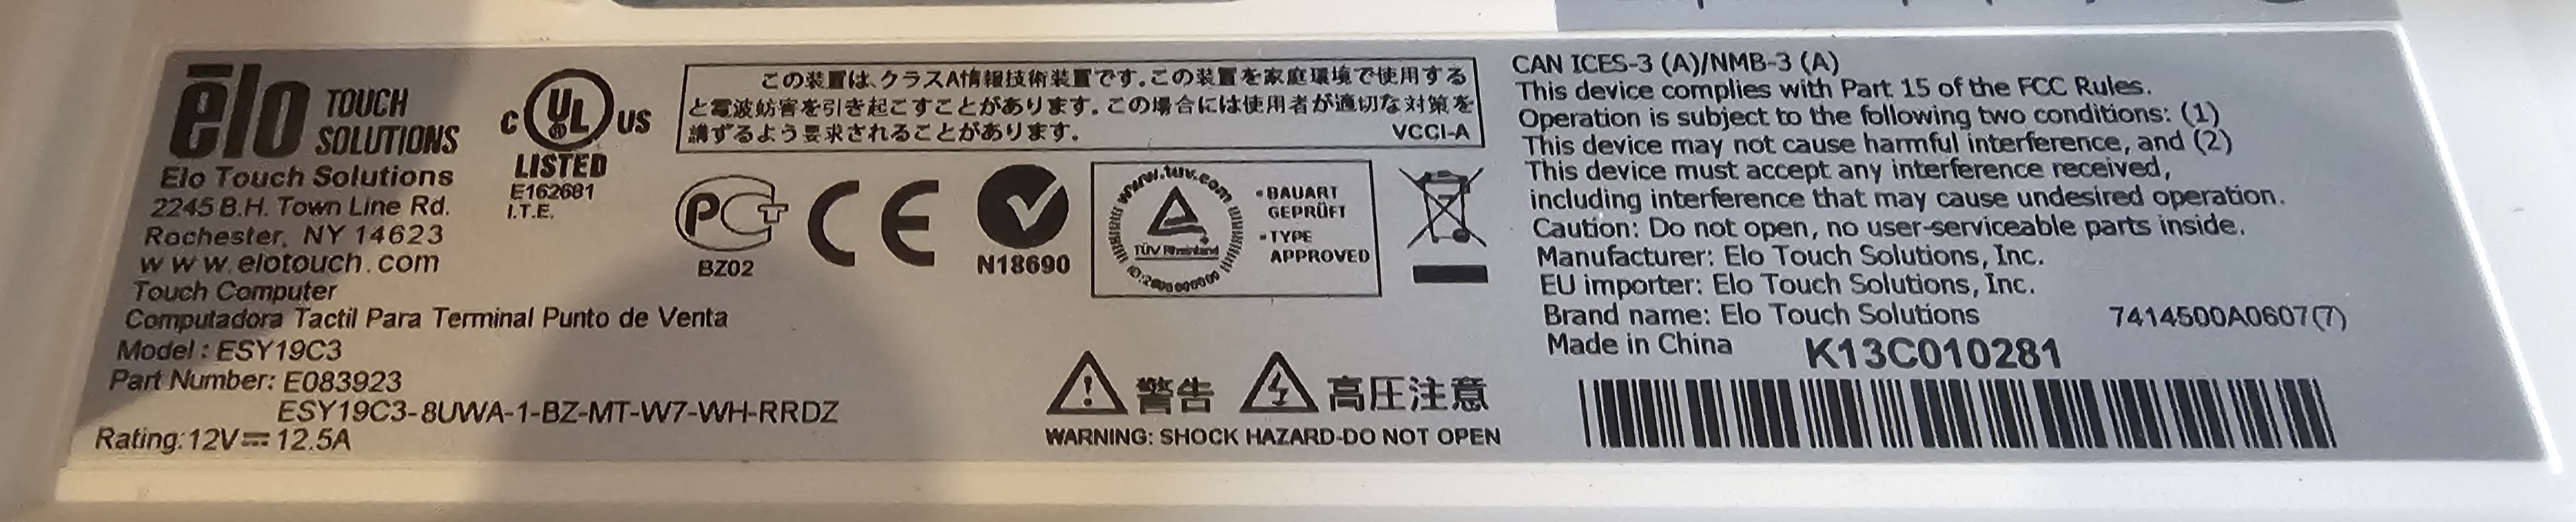 ēlo TOUCH SOLUTIONS
Elo Touch Solutions
2245 B.H. Town Line Rd.
Rochester, NY 14623
www.elotouch.com
Touch Computer
Computadora Tactil Para Terminal Punto de Venta
Model : ESY19C3
Part Number: E083923
ESY19C3-8UWA-1-BZ-MT-W7-WH-RRDZ
Rating: 12V⎓ 12.5A
C UL ® US
LISTED
E162681
I.T.E.
この装置は、クラスA情報技術装置です。この装置を家庭環境で使用する
と電波妨害を引き起こすことがあります。この場合には使用者が適切な対策を
講ずるよう要求されることがあります。 VCCI-A
PCT
BZ02
CE
N18690
www.tuv.com
TÜVRheinland
• BAUART
GEPRÜFT
• TYPE
APPROVED
警告 高圧注意
WARNING: SHOCK HAZARD-DO NOT OPEN
CAN ICES-3 (A)/NMB-3 (A)
This device complies with Part 15 of the FCC Rules.
Operation is subject to the following two conditions: (1)
This device may not cause harmful interference, and (2)
This device must accept any interference received,
including interference that may cause undesired operation.
Caution: Do not open, no user-serviceable parts inside.
Manufacturer: Elo Touch Solutions, Inc.
EU importer: Elo Touch Solutions, Inc.
Brand name: Elo Touch Solutions 7414500A0607(7)
Made in China K13C010281